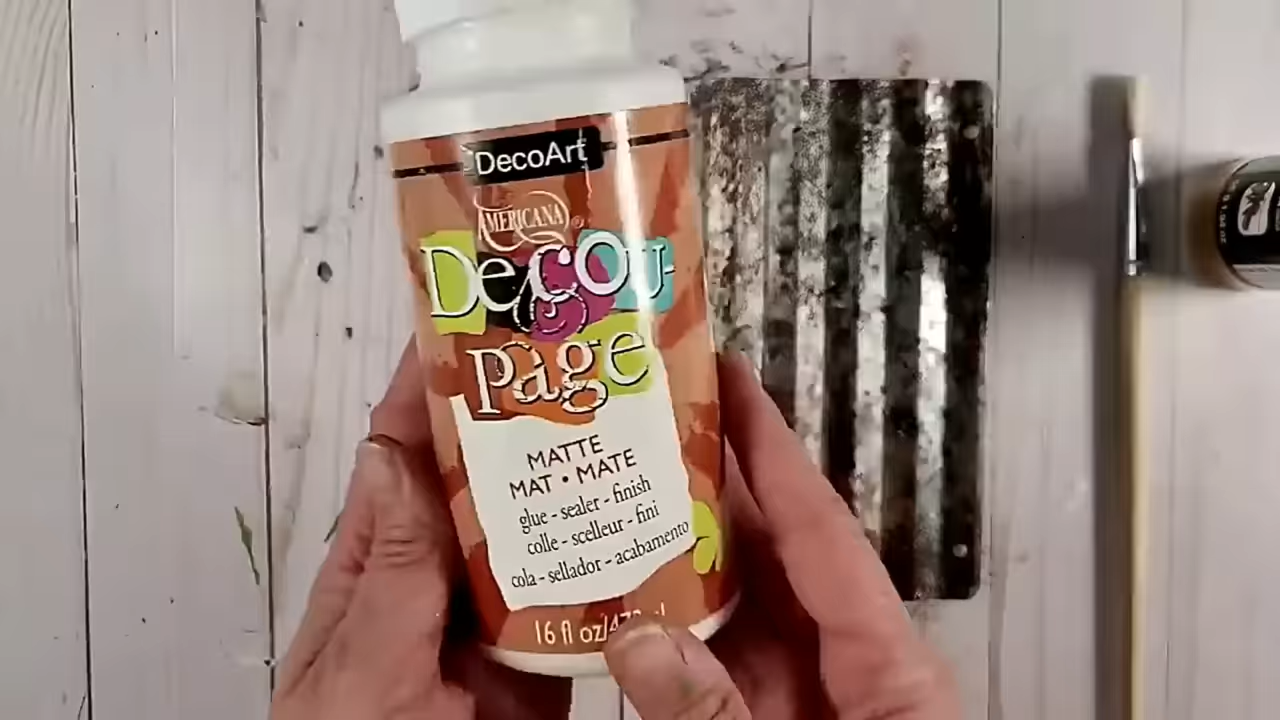 DecoArt
AMERICANA®
Decou
Page
MATTE
MAT • MATE
glue - sealer - finish
colle - scelleur - fini
cola - sellador - acabamento
16 fl oz/